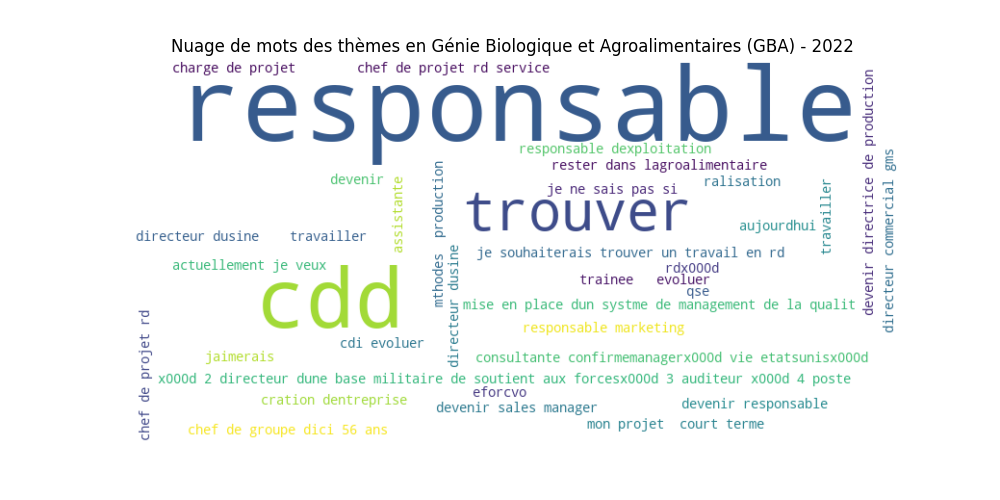 Nuage de mots des thèmes en Génie Biologique et Agroalimentaires (GBA) - 2022
charge de projet
chef de projet rd service
responsable
responsable dexploitation
rester dans lagroalimentaire
devenir
je ne sais pas si
ralisation
trouver
assistante
mthodes production
travailler
devenir directrice de production
directeur commercial gms
aujourdhui
directeur dusine
travailler
je souhaiterais trouver un travail en rd
actuellement je veux
rdx000d
cdd
trainee
evoluer
qse
directeur dusine
mise en place dun systme de management de la qualit
chef de projet rd
responsable marketing
cdi evoluer
jaimerais
consultante confirmemanagerx000d vie etatsunisx000d
x000d 2 directeur dune base militaire de soutient aux forcesx000d 3 auditeur x000d 4 poste
eforcvo
cration dentreprise
devenir sales manager
devenir responsable
mon projet court terme
chef de groupe dici 56 ans